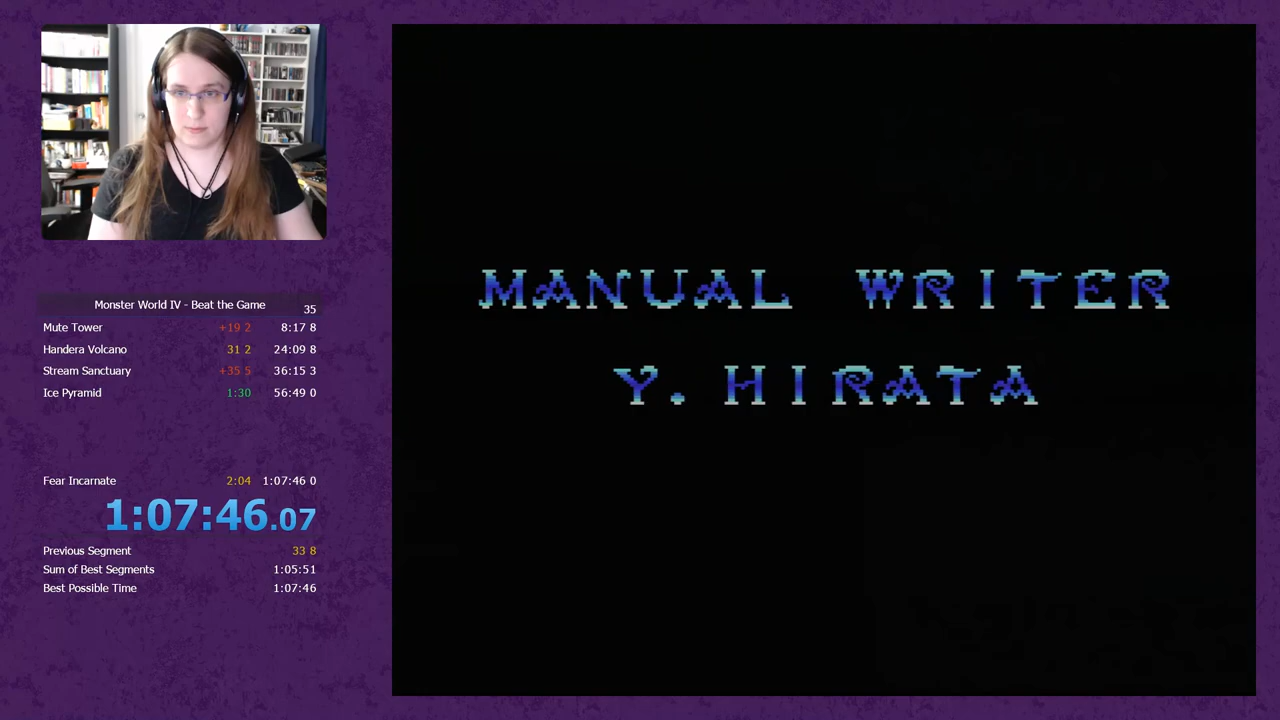 Monster World IV - Beat the Game 35
Mute Tower +19 2 8:17 8
Handera Volcano 31 2 24:09 8
Stream Sanctuary +35 5 36:15 3
Ice Pyramid 1:30 56:49 0
Fear Incarnate 2:04 1:07:46 0
1:07:46.07
Previous Segment 33 8
Sum of Best Segments 1:05:51
Best Possible Time 1:07:46
MANUAL WRITER
Y. HIRATA